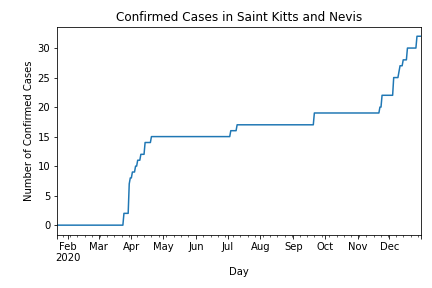 Confirmed Cases in Saint Kitts and Nevis
Number of Confirmed Cases
30
25
20
15
10
5
0
Feb Mar Apr May Jun Jul Aug Sep Oct Nov Dec
2020
Day